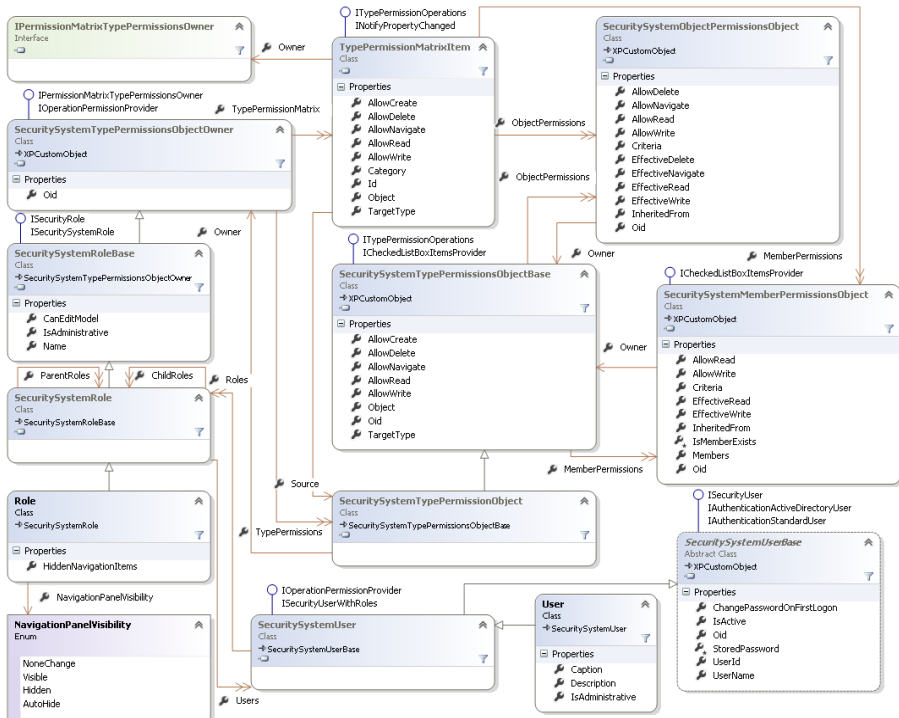 IPermissionMatrixTypePermissionsOwner
Interface
Owner
ITypePermissionOperations
INotifyPropertyChanged
TypePermissionMatrixItem
Class
Properties
AllowCreate
AllowDelete
AllowNavigate
AllowRead
AllowWrite
Category
Id
Object
TargetType
SecuritySystemObjectPermissionsObject
Class
XPCustomObject
Properties
AllowDelete
AllowNavigate
AllowRead
AllowWrite
Criteria
EffectiveDelete
EffectiveNavigate
EffectiveRead
EffectiveWrite
InheritedFrom
Oid
IPermissionMatrixTypePermissionsOwner
IOperationPermissionProvider
TypePermissionMatrix
ObjectPermissions
ObjectPermissions
SecuritySystemTypePermissionsObjectOwner
Class
XPCustomObject
Properties
Oid
ISecurityRole
ISecuritySystemRole
Owner
SecuritySystemRoleBase
Class
SecuritySystemTypePermissionsObjectOwner
Properties
CanEditModel
IsAdministrative
Name
ITypePermissionOperations
ICheckedListBoxItemsProvider
Owner
MemberPermissions
SecuritySystemTypePermissionsObjectBase
Class
XPCustomObject
Properties
AllowCreate
AllowDelete
AllowNavigate
AllowRead
AllowWrite
Object
Oid
TargetType
ICheckedListBoxItemsProvider
SecuritySystemMemberPermissionsObject
Class
XPCustomObject
Properties
AllowRead
AllowWrite
Criteria
EffectiveRead
EffectiveWrite
InheritedFrom
IsMemberExists
Members
Oid
Owner
MemberPermissions
ParentRoles
ChildRoles
Roles
SecuritySystemRole
Class
SecuritySystemRoleBase
Source
TypePermissions
SecuritySystemTypePermissionObject
Class
SecuritySystemTypePermissionsObjectBase
Role
Class
SecuritySystemRole
Properties
HiddenNavigationItems
NavigationPanelVisibility
NavigationPanelVisibility
Enum
NoneChange
Visible
Hidden
AutoHide
Users
IOperationPermissionProvider
ISecurityUserWithRoles
SecuritySystemUser
Class
SecuritySystemUserBase
User
Class
SecuritySystemUser
Properties
Caption
Description
IsAdministrative
ISecurityUser
IAuthenticationActiveDirectoryUser
IAuthenticationStandardUser
SecuritySystemUserBase
Abstract Class
XPCustomObject
Properties
ChangePasswordOnFirstLogon
IsActive
Oid
StoredPassword
UserId
UserName